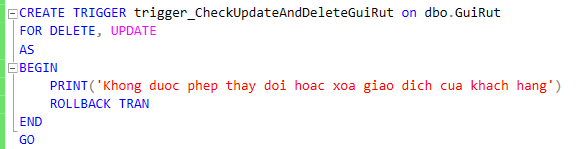 CREATE TRIGGER trigger_CheckUpdateAndDeleteGuiRut on dbo.GuiRut
FOR DELETE, UPDATE
AS
BEGIN
PRINT('Khong duoc phep thay doi hoac xoa giao dich cua khach hang')
ROLLBACK TRAN
END
GO